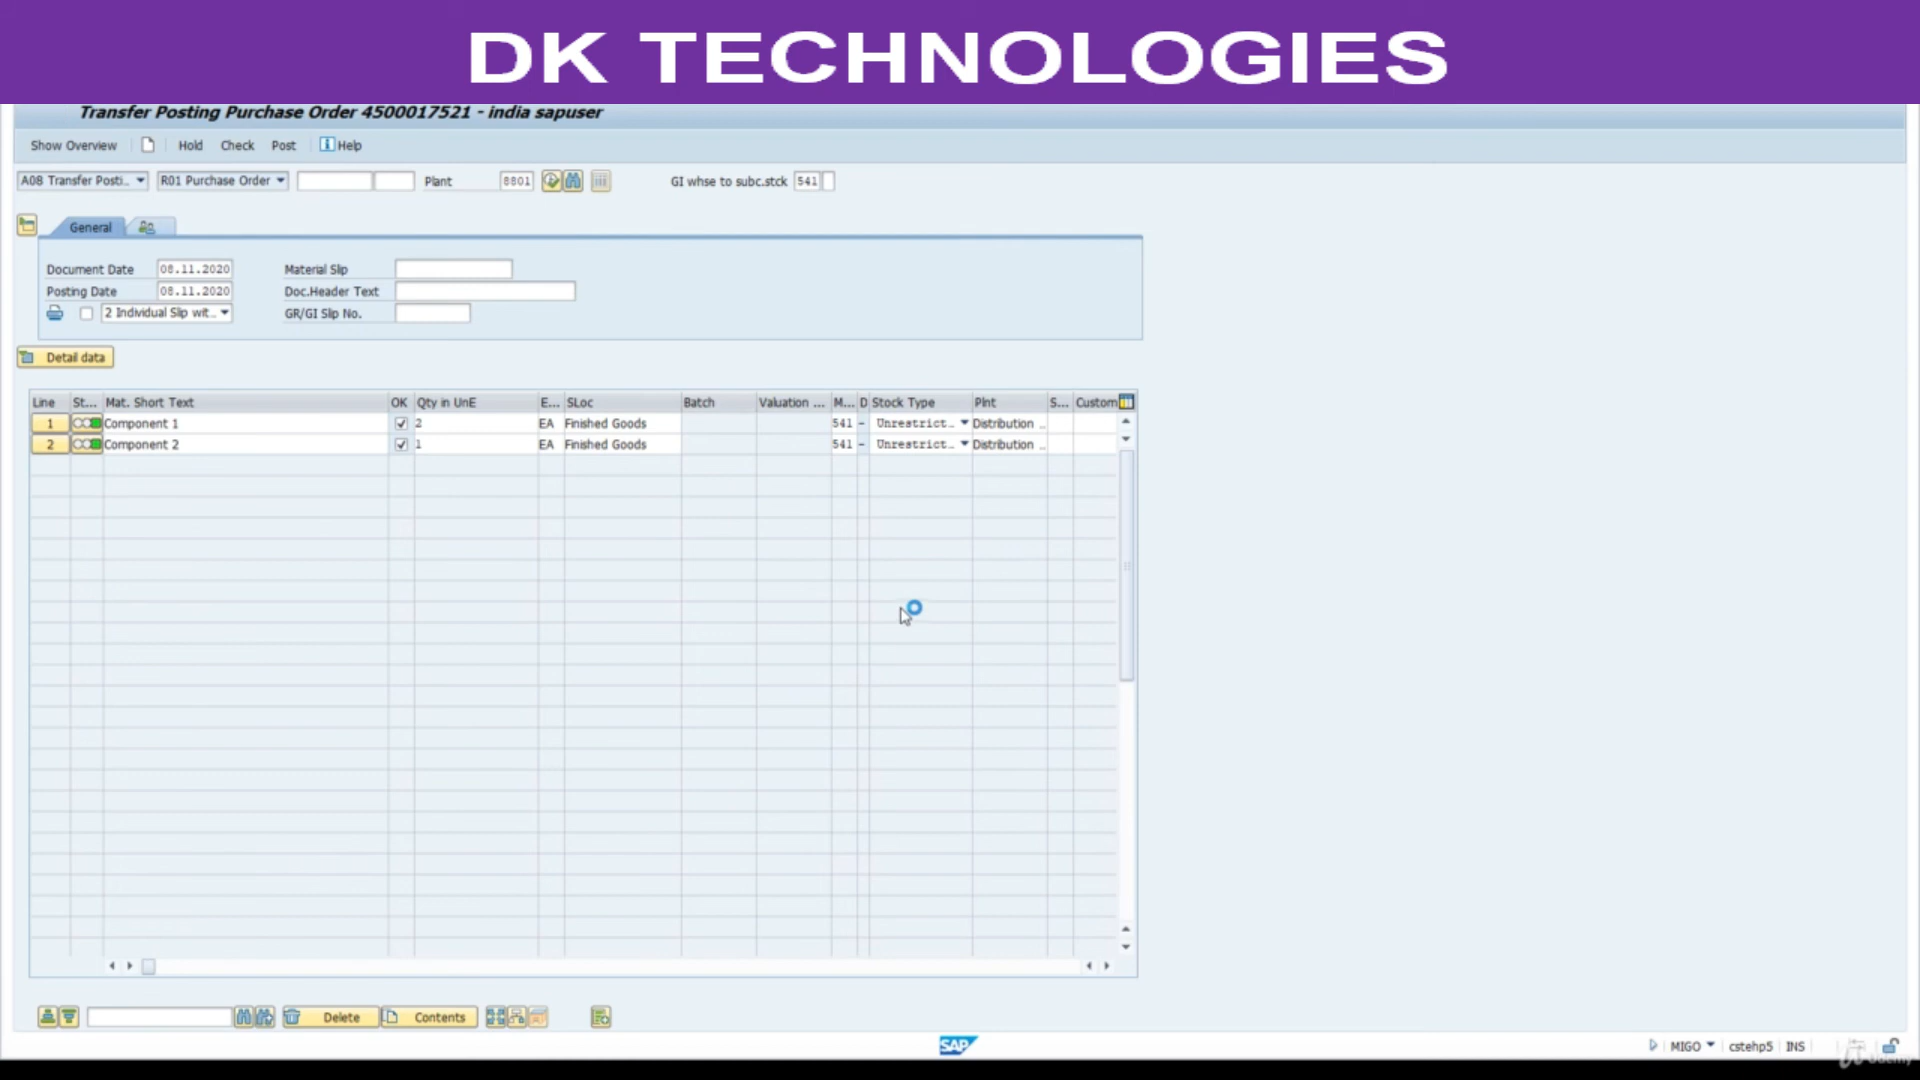 DK TECHNOLOGIES
Transfer Posting Purchase Order 4500017521 - india sapuser
Show Overview Hold Check Post Help
A08 Transfer Posti.. R01 Purchase Order Plant 8801 GI whse to subc.stck 541
General
Document Date 08.11.2020 Material Slip
Posting Date 08.11.2020 Doc.Header Text
2 Individual Slip wit.. GR/GI Slip No.
Detail data
Line St... Mat. Short Text OK Qty in UnE E... SLoc Batch Valuation ... M... D Stock Type Plnt S... Custom
1 Component 1 2 EA Finished Goods 541 - Unrestrict.. Distribution ..
2 Component 2 1 EA Finished Goods 541 - Unrestrict.. Distribution ..
Delete Contents
SAP MIGO cstehp5 INS
Udemy